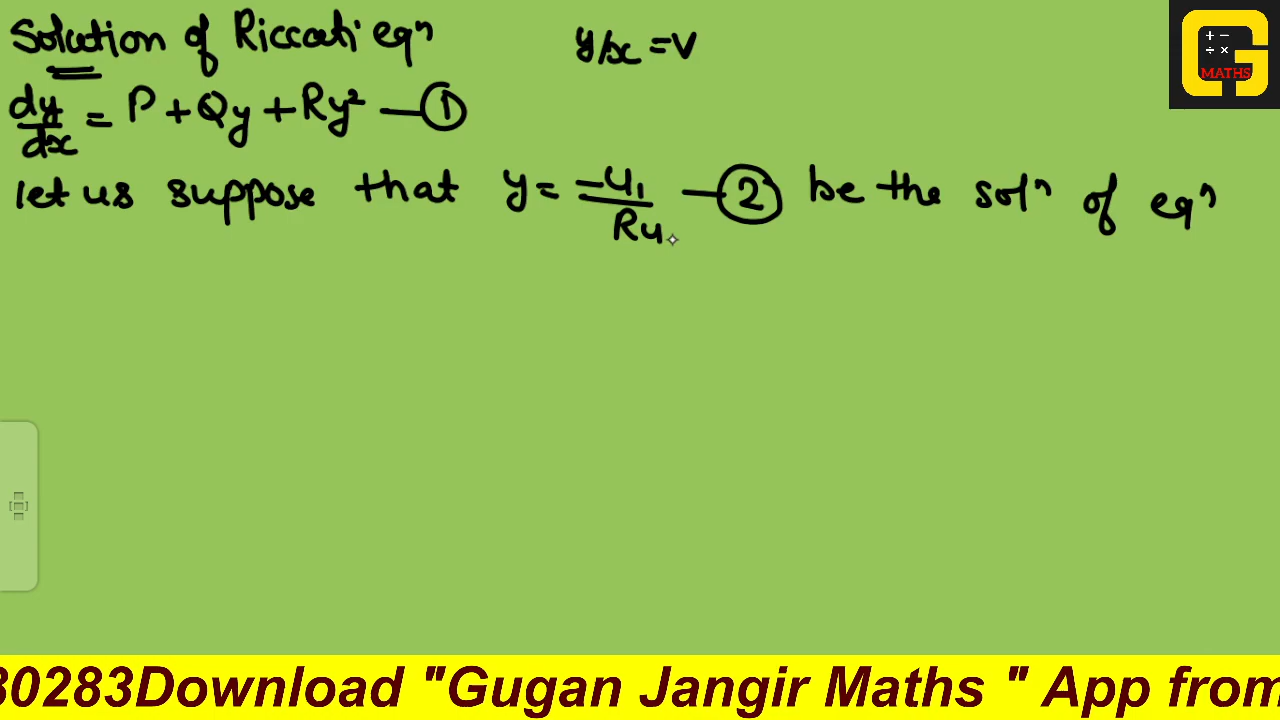 Solution of Riccati eqⁿ
y/x = v
dy/dx = P + Qy + Ry² — ①
let us suppose that y = -u₁/Ru — ② be the solⁿ of eqⁿ
+ −
÷ ×
MATHS
30283Download "Gugan Jangir Maths " App from